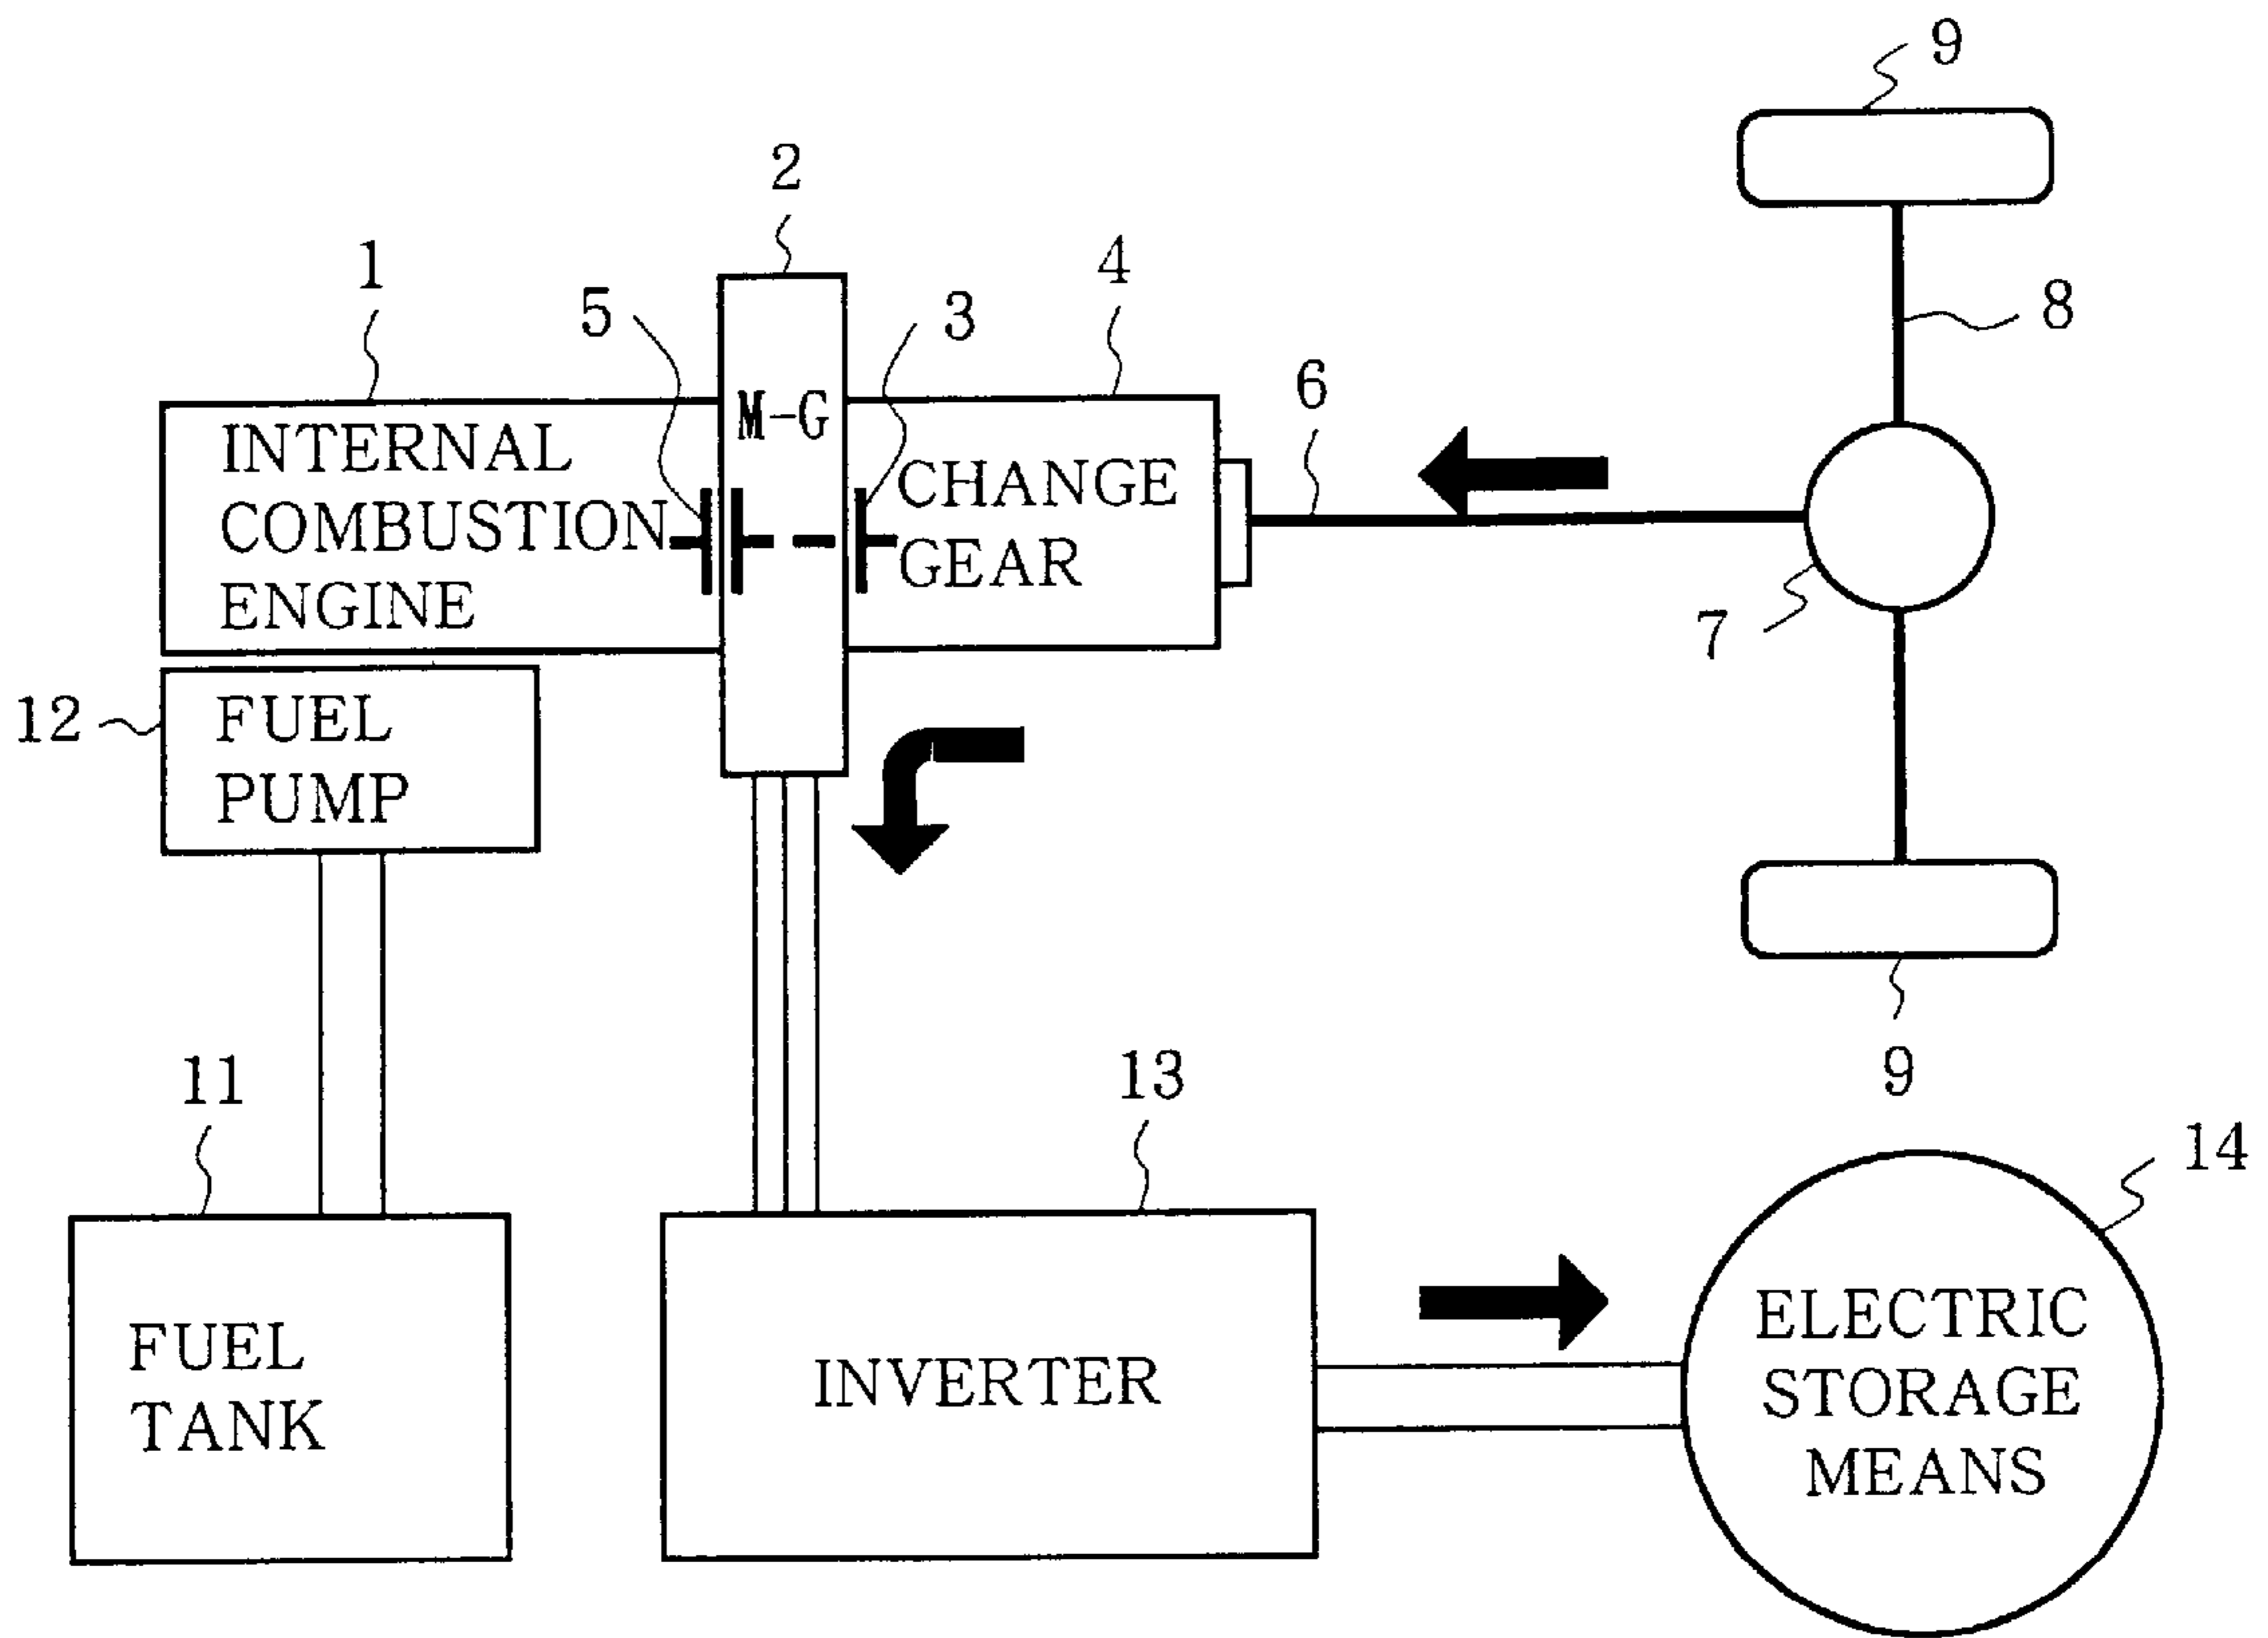 9
2
1
4
5
3
8
6
M-G
INTERNAL
COMBUSTION
ENGINE
CHANGE
GEAR
7
12
FUEL
PUMP
9
11
13
14
FUEL
TANK
INVERTER
ELECTRIC
STORAGE
MEANS